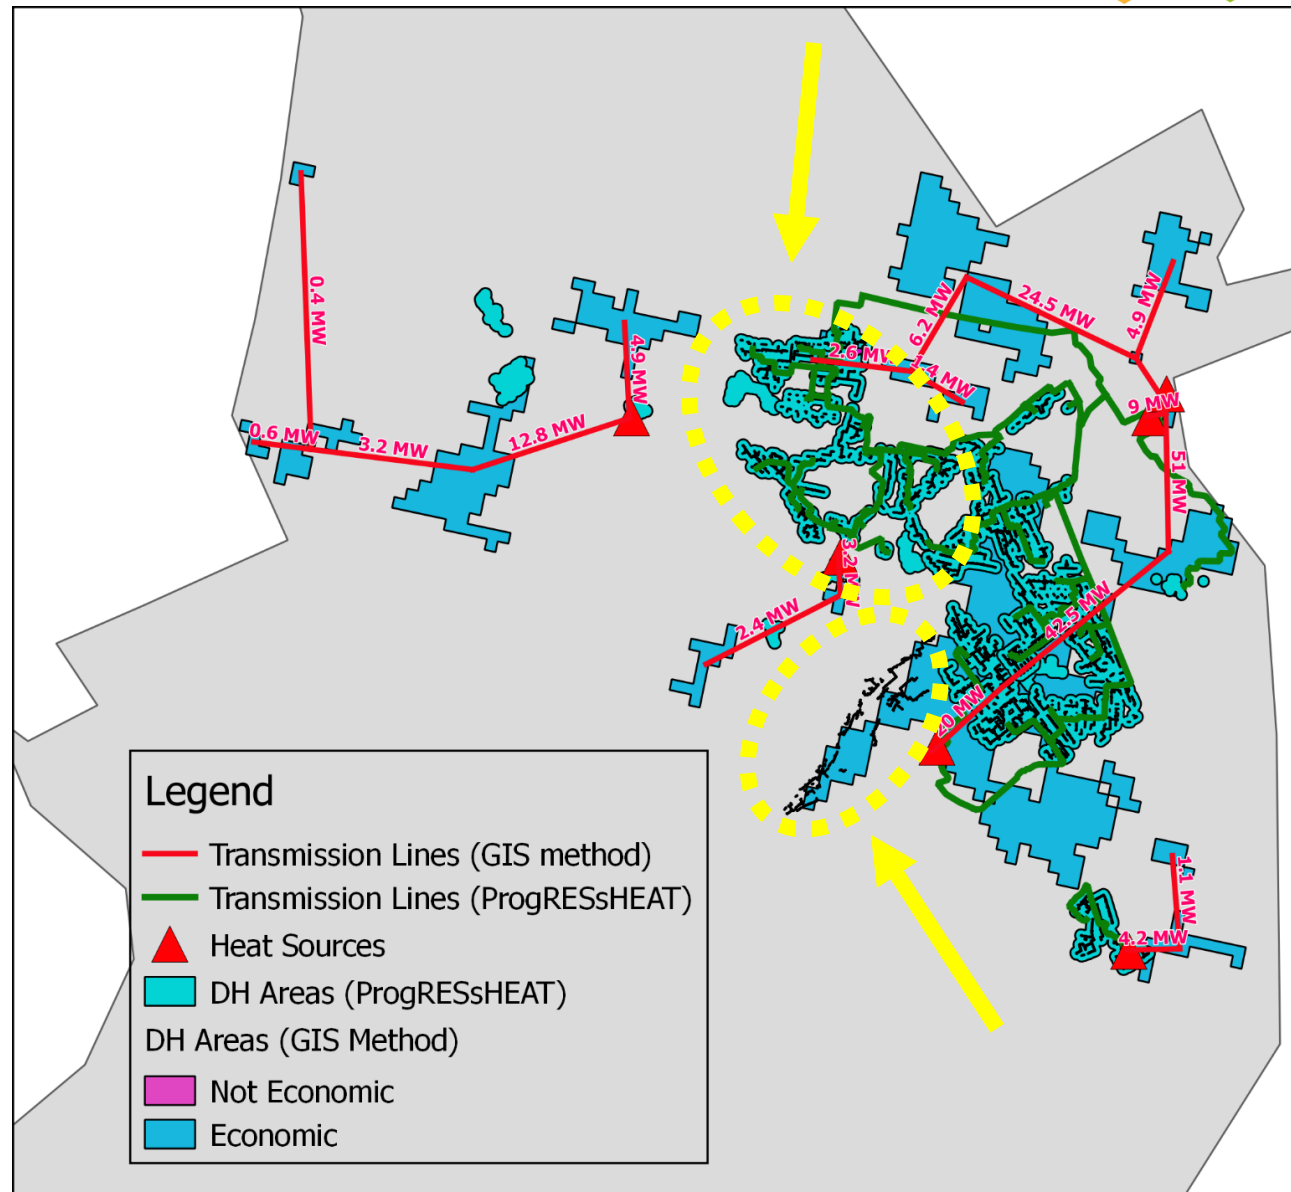 24.5 MW
4.9 MW
6.2 MW
0.4 MW
4.9 MW
2.6 MW
1.4 MW
9 MW
0.6 MW
3.2 MW
12.8 MW
51 MW
3.2 MW
2.4 MW
42.5 MW
20 MW
Legend
Transmission Lines (GIS method)
Transmission Lines (ProgRESsHEAT)
Heat Sources
DH Areas (ProgRESsHEAT)
DH Areas (GIS Method)
Not Economic
Economic
1.1 MW
4.2 MW